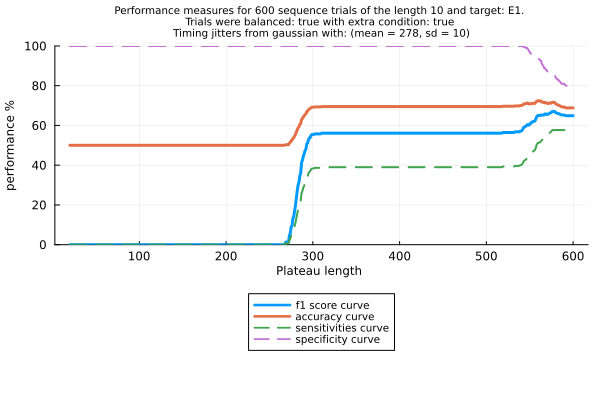 Performance measures for 600 sequence trials of the length 10 and target: E1.
Trials were balanced: true with extra condition: true
Timing jitters from gaussian with: (mean = 278, sd = 10)
100
80
60
40
20
0
performance %
100 200 300 400 500 600
Plateau length
f1 score curve
accuracy curve
sensitivities curve
specificity curve